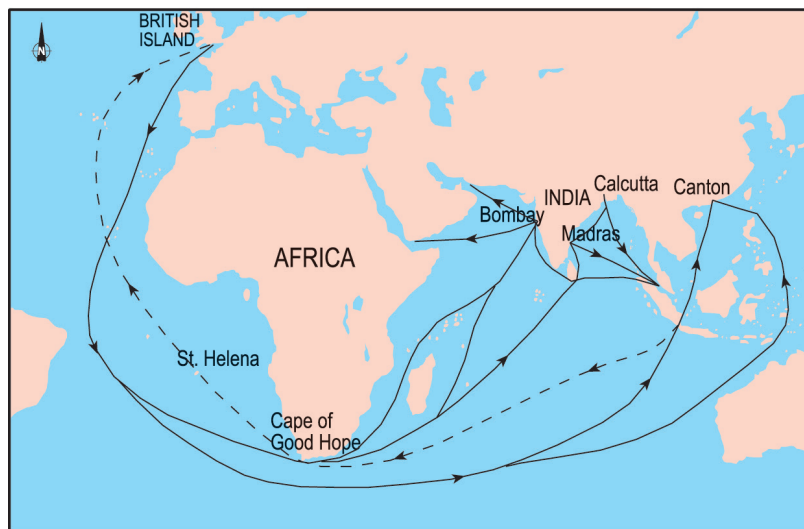 BRITISH
ISLAND
N
INDIA
Calcutta
Canton
Bombay
Madras
AFRICA
St. Helena
Cape of
Good Hope